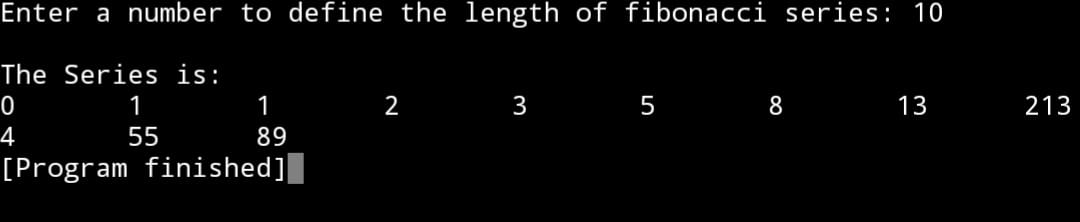 Enter a number to define the length of fibonacci series: 10
The Series is:
0 1 1 2 3 5 8 13 213
4 55 89
[Program finished]